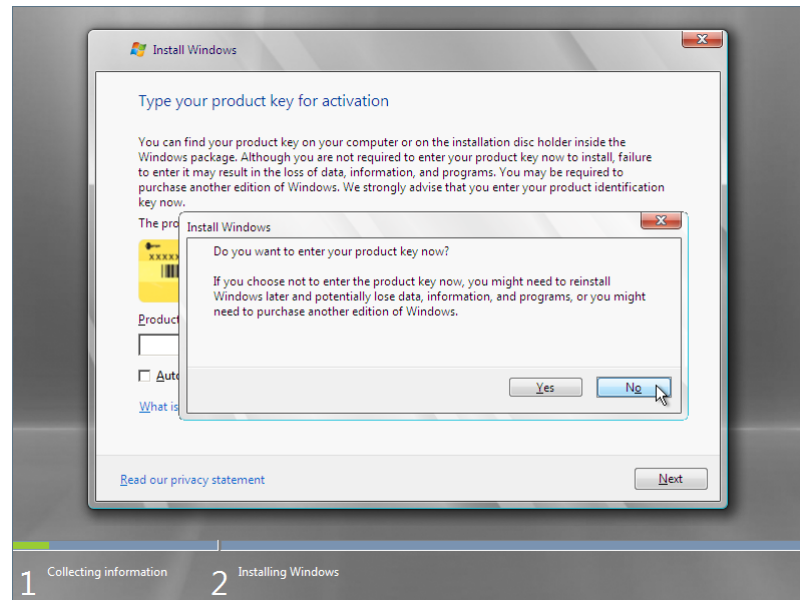 Install Windows
Type your product key for activation
You can find your product key on your computer or on the installation disc holder inside the
Windows package. Although you are not required to enter your product key now to install, failure
to enter it may result in the loss of data, information, and programs. You may be required to
purchase another edition of Windows. We strongly advise that you enter your product identification
key now.
The pro
Install Windows
Do you want to enter your product key now?
If you choose not to enter the product key now, you might need to reinstall
Windows later and potentially lose data, information, and programs, or you might
need to purchase another edition of Windows.
Yes
No
XXXXX
Product
Auto
What is
Read our privacy statement
Next
1 Collecting information
2 Installing Windows